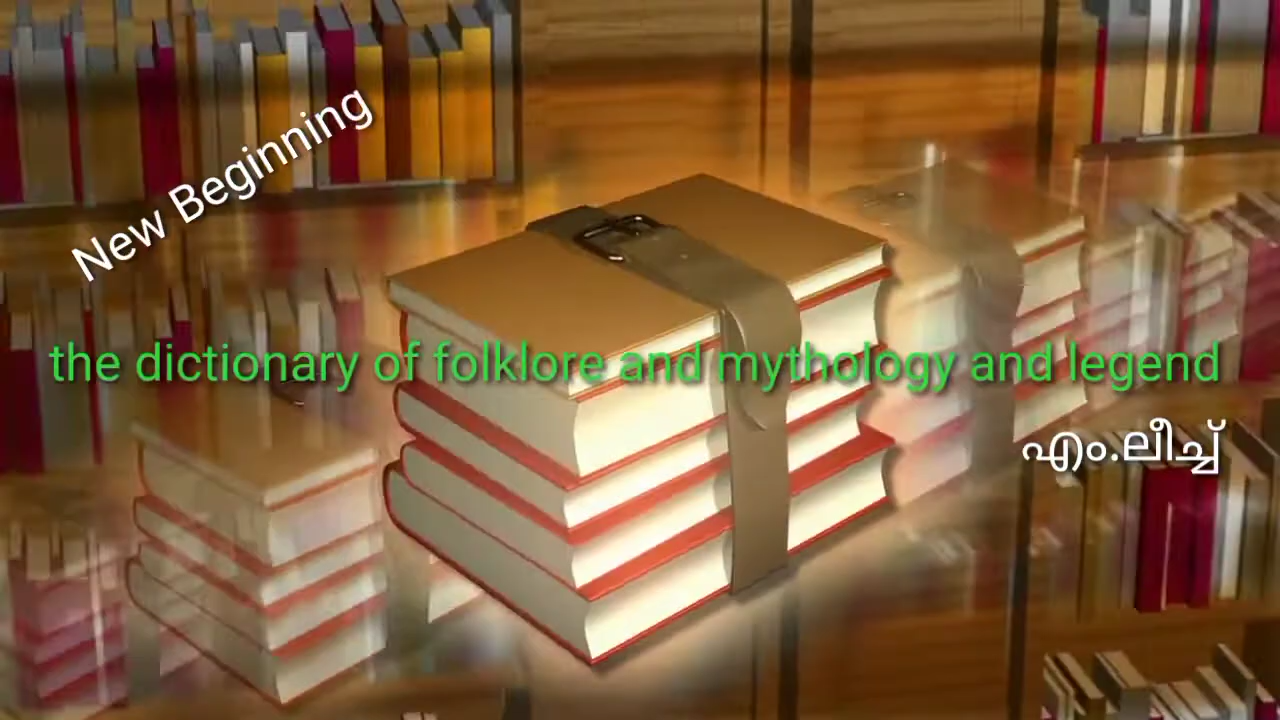 New Beginning
the dictionary of folklore and mythology and legend
എം.ലീച്ച്